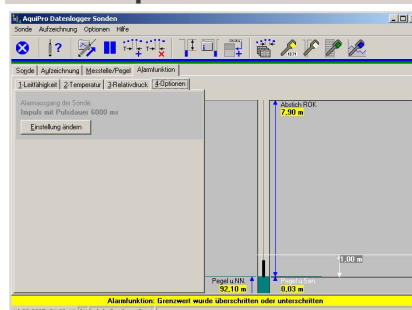 AquiPro Datenlogger Sonden
Sonde Aufzeichnung Optionen Hilfe
Sonde Aufzeichnung Messstelle/Pegel Alarmfunktion
1-Leitfähigkeit 2-Temperatur 3-Relativdruck 4-Optionen
Alarmausgang der Sonde:
Impuls mit Pulsdauer 6000 ms
Einstellung ändern
Abstich ROK
7,90 m
1,00 m
Pegel u.NN.
92,10 m
Pegel ü.Son
0,03 m
Alarmfunktion: Grenzwert wurde überschritten oder unterschritten